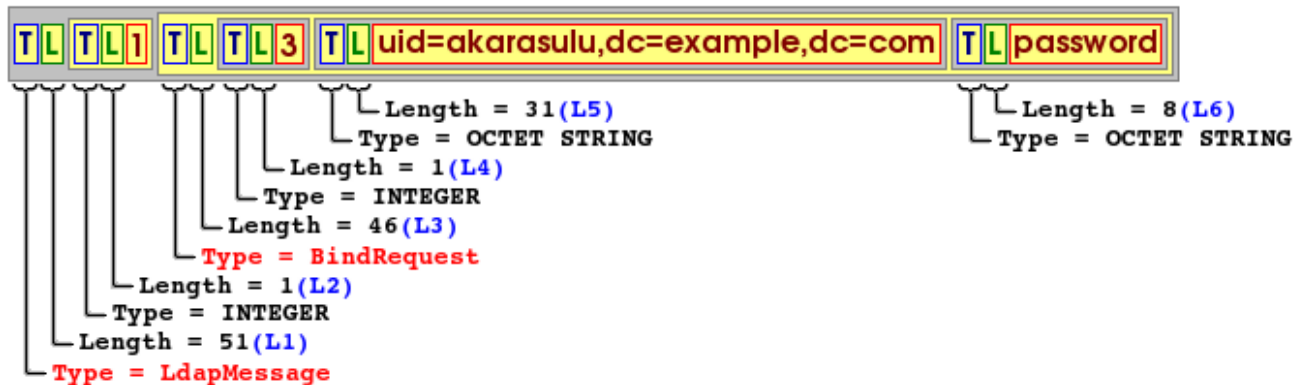 T L T L 1 T L T L 3 T L uid=akarasulu,dc=example,dc=com T L password
Length = 31(L5) Length = 8(L6)
Type = OCTET STRING Type = OCTET STRING
Length = 1(L4)
Type = INTEGER
Length = 46(L3)
Type = BindRequest
Length = 1(L2)
Type = INTEGER
Length = 51(L1)
Type = LdapMessage